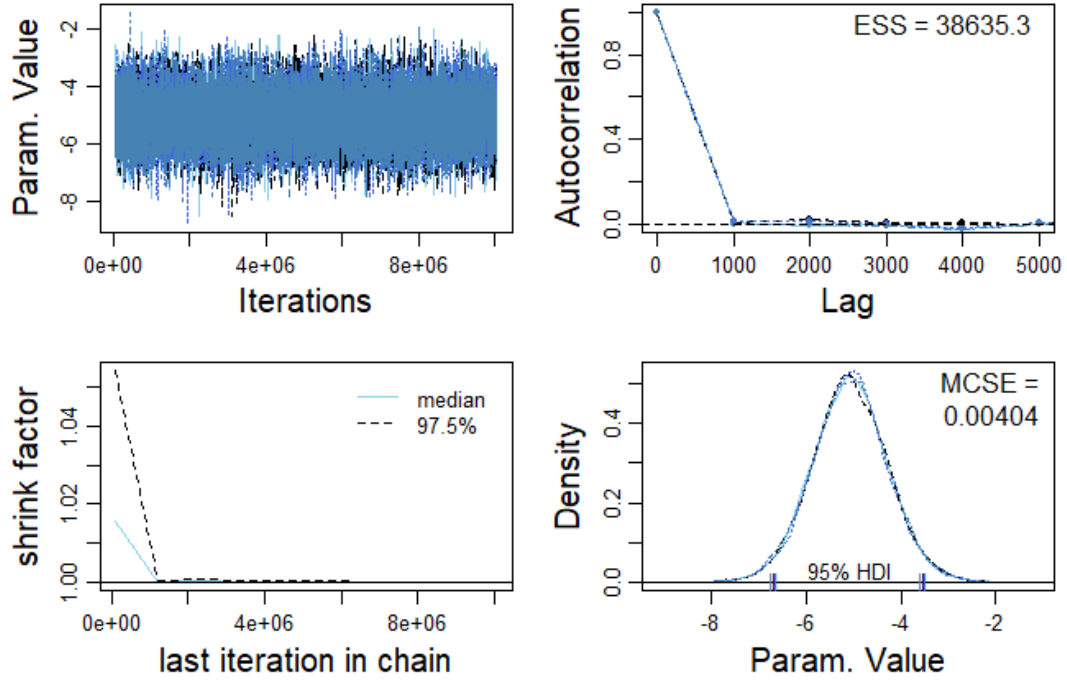 Param. Value
-2
-4
-6
-8
0e+00 4e+06 8e+06
Iterations
ESS = 38635.3
Autocorrelation
0.8
0.4
0.0
0 1000 2000 3000 4000 5000
Lag
shrink factor
1.04
1.02
1.00
median
97.5%
0e+00 4e+06 8e+06
last iteration in chain
MCSE =
0.00404
Density
0.4
0.2
0.0
95% HDI
-8 -6 -4 -2
Param. Value